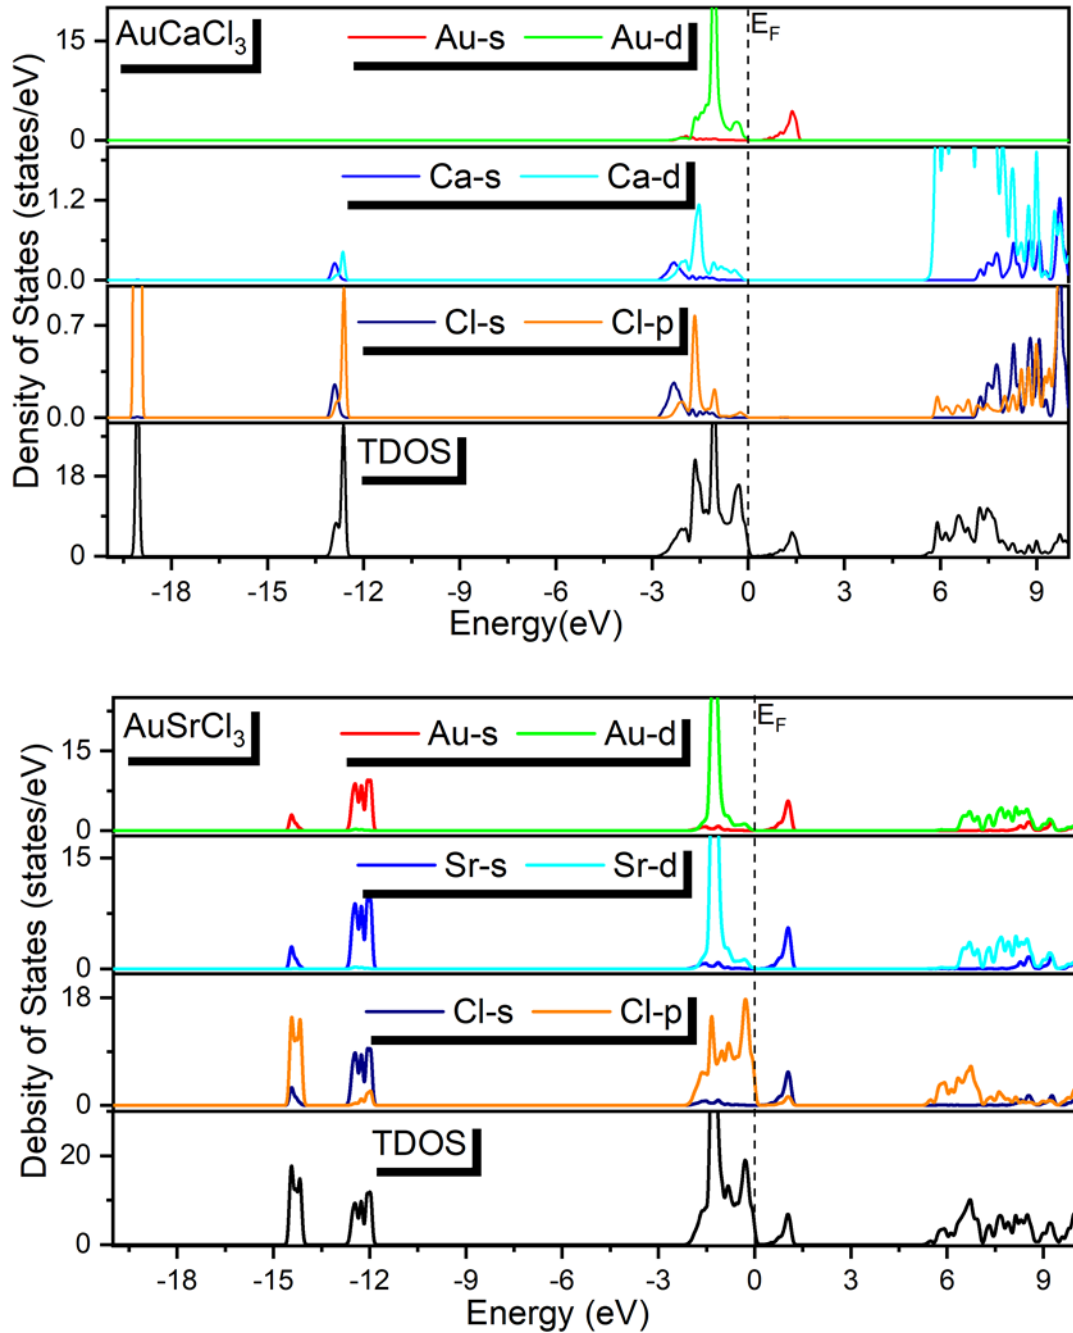 AuCaCl₃
Au-s Au-d
E_F
15
0
Ca-s Ca-d
1.2
0.0
Cl-s Cl-p
0.7
0.0
TDOS
18
0
Density of States (states/eV)
-18 -15 -12 -9 -6 -3 0 3 6 9
Energy(eV)
AuSrCl₃
Au-s Au-d
E_F
15
0
Sr-s Sr-d
15
0
Cl-s Cl-p
18
0
TDOS
20
0
Debsity of States (states/eV)
-18 -15 -12 -9 -6 -3 0 3 6 9
Energy (eV)